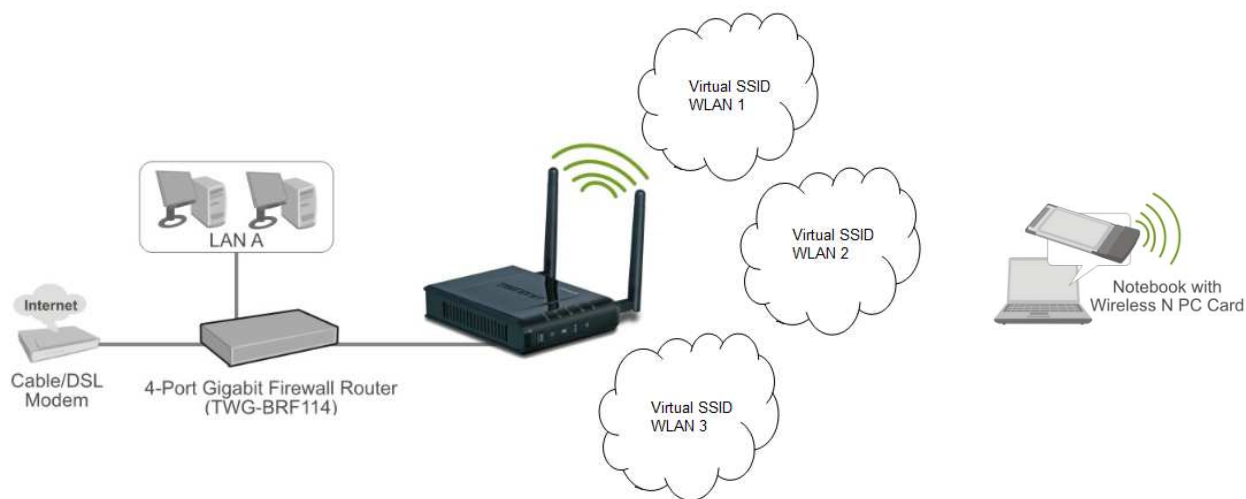 Virtual SSID
WLAN 1
LAN A
Virtual SSID
WLAN 2
Internet
Notebook with
Wireless N PC Card
Cable/DSL
Modem
4-Port Gigabit Firewall Router
(TWG-BRF114)
Virtual SSID
WLAN 3
TRENDNET